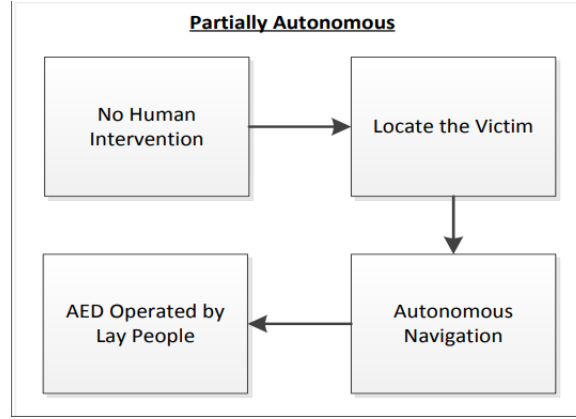 Partially Autonomous
No Human
Intervention
Locate the Victim
AED Operated by
Lay People
Autonomous
Navigation